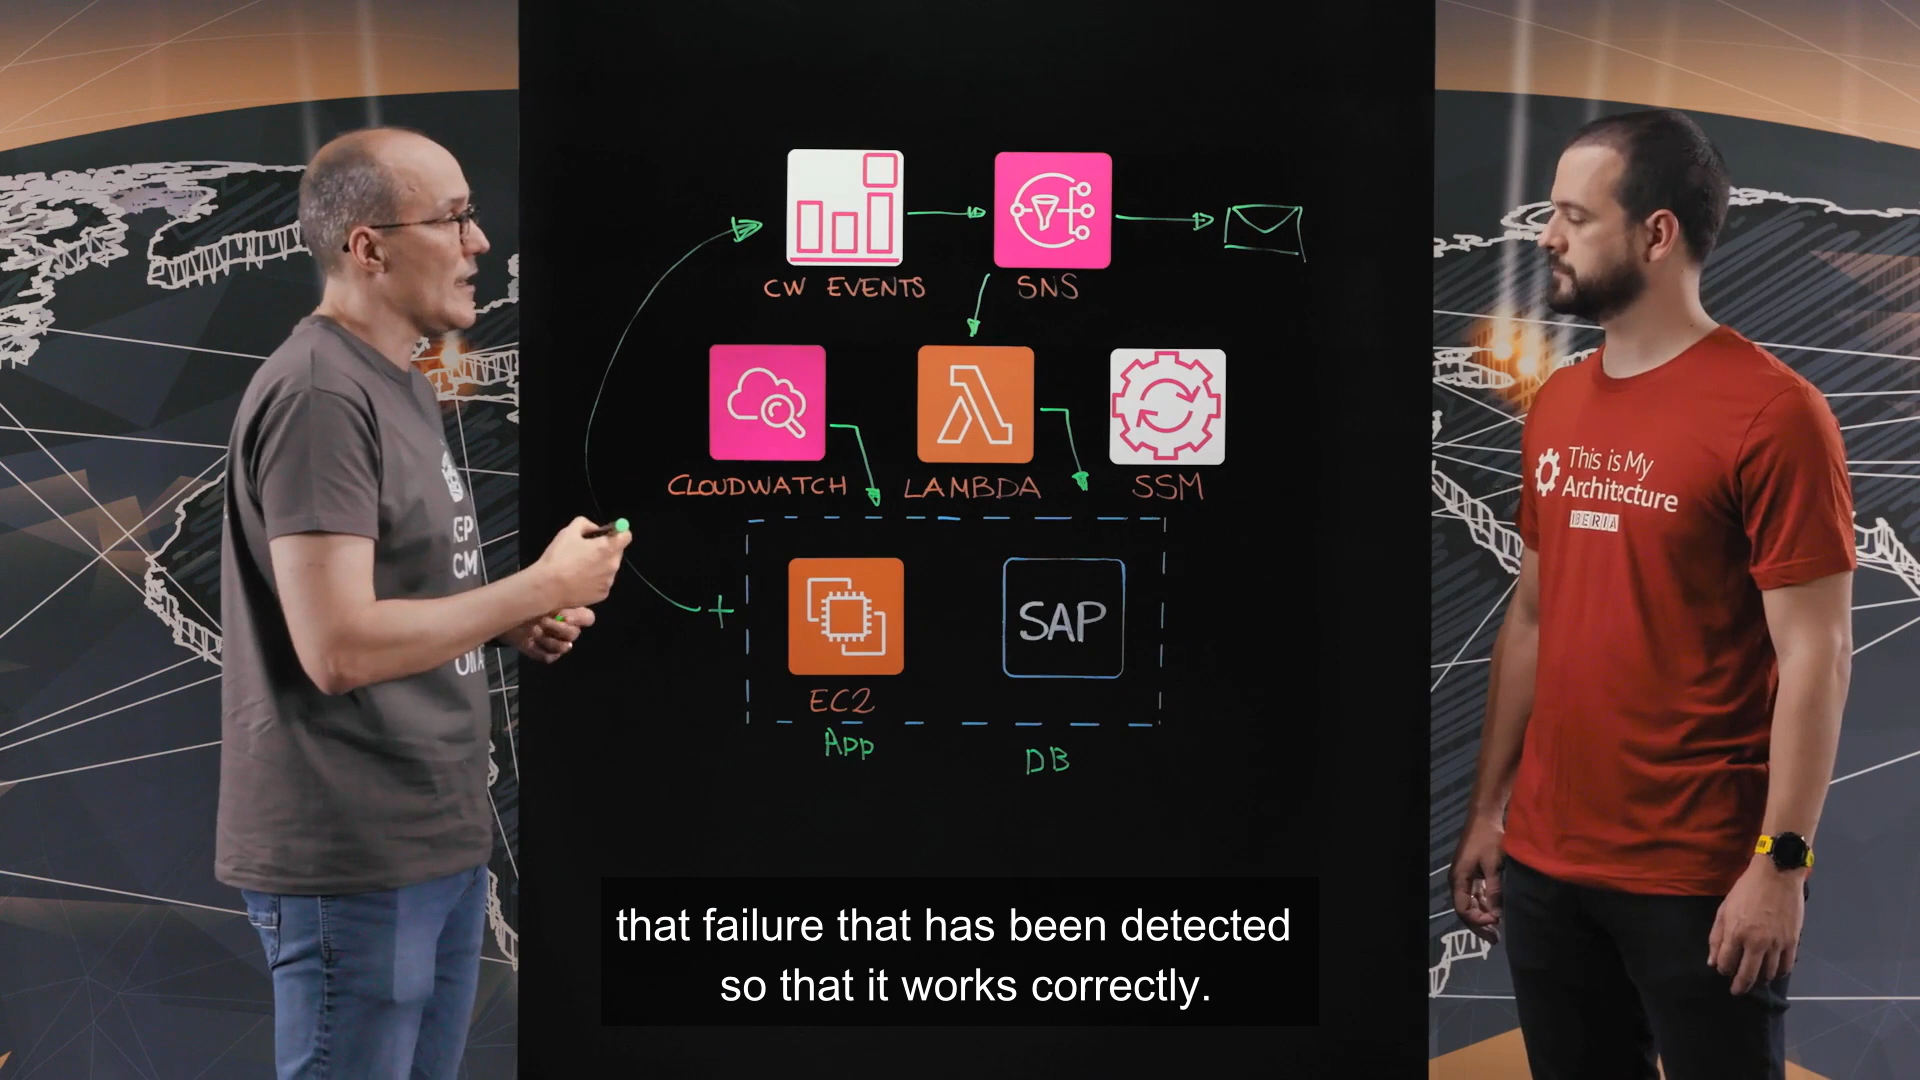 CW EVENTS
SNS
CLOUDWATCH
LAMBDA
SSM
EC2
SAP
App
DB
This is My
Architecture
IBERIA
that failure that has been detected
so that it works correctly.